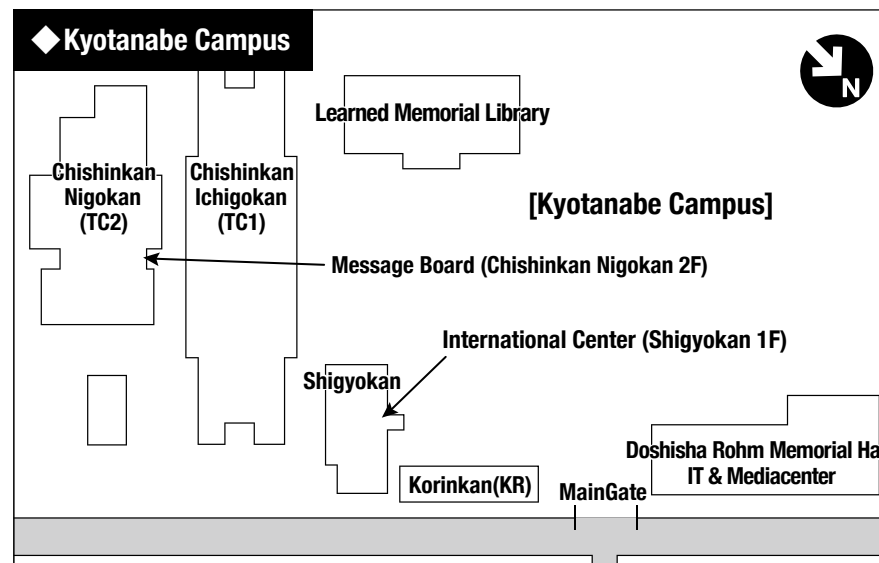 ◆Kyotanabe Campus
N
Learned Memorial Library
Chishinkan
Nigokan
(TC2)
Chishinkan
Ichigokan
(TC1)
[Kyotanabe Campus]
Message Board (Chishinkan Nigokan 2F)
International Center (Shigyokan 1F)
Shigyokan
Doshisha Rohm Memorial Ha
IT & Mediacenter
Korinkan(KR)
MainGate